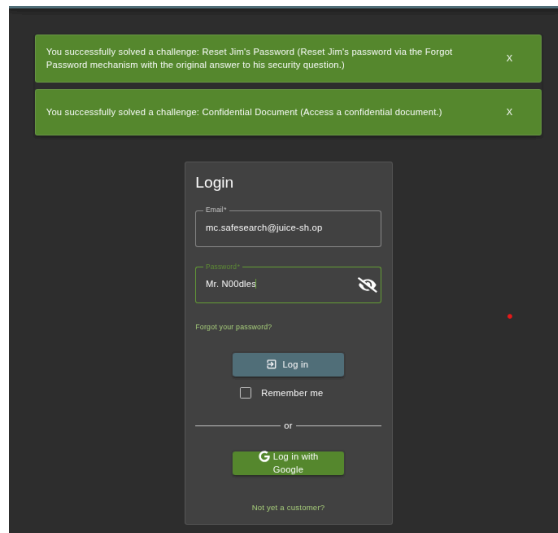 You successfully solved a challenge: Reset Jim's Password (Reset Jim's password via the Forgot
Password mechanism with the original answer to his security question.)
X
You successfully solved a challenge: Confidential Document (Access a confidential document.)
X
Login
Email*
mc.safesearch@juice-sh.op
Password*
Mr. N00dles
Forgot your password?
Log in
Remember me
or
G Log in with
Google
Not yet a customer?